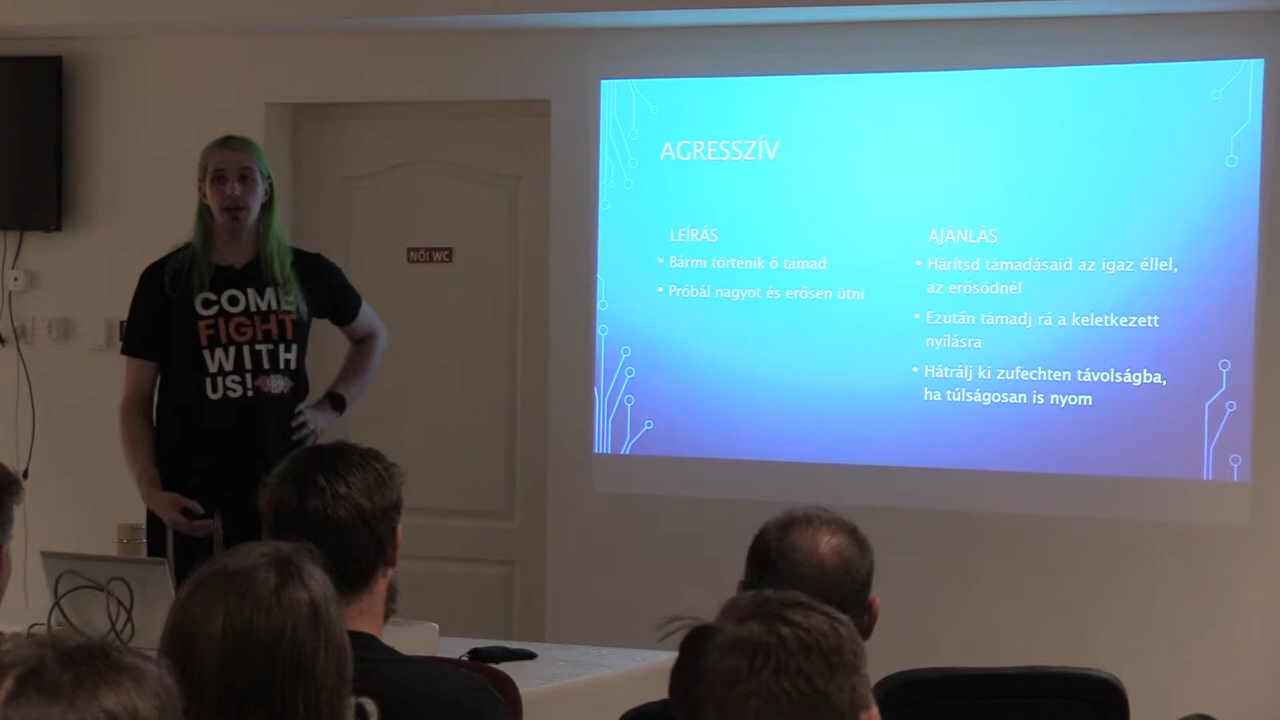 NŐI WC
COME
FIGHT
WITH
US!
AGRESSZÍV
LEÍRÁS
• Bármi történik ő támad
• Próbál nagyot és erősen ütni
AJÁNLÁS
• Hárítsd támadásaid az igaz éllel,
az erősödnél
• Ezután támadj rá a keletkezett
nyílásra
• Hátrálj ki zufechten távolságba,
ha túlságosan is nyom